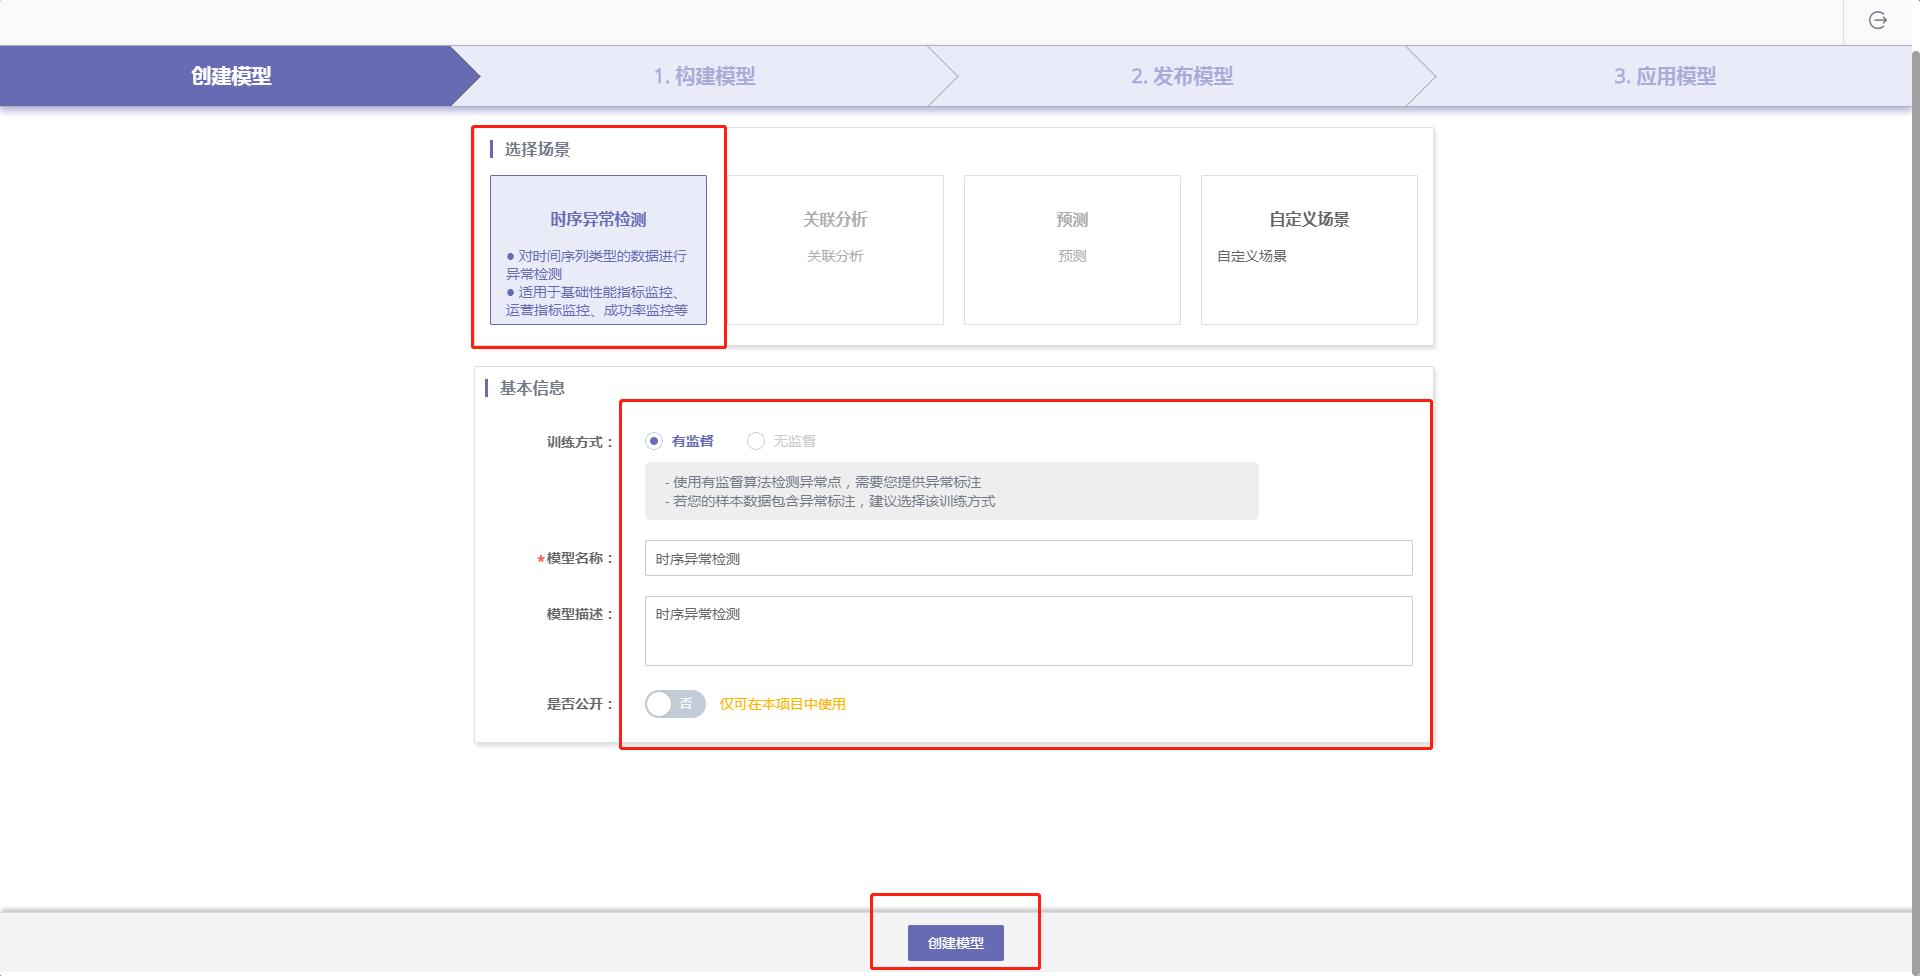 创建模型
1. 构建模型
2. 发布模型
3. 应用模型
选择场景
时序异常检测
● 对时间序列类型的数据进行
异常检测
● 适用于基础性能指标监控、
运营指标监控、成功率监控等
关联分析
关联分析
预测
预测
自定义场景
自定义场景
基本信息
训练方式：
有监督
无监督
- 使用有监督算法检测异常点，需要您提供异常标注
- 若您的样本数据包含异常标注，建议选择该训练方式
*模型名称：
时序异常检测
模型描述：
时序异常检测
是否公开：
否
仅可在本项目中使用
创建模型